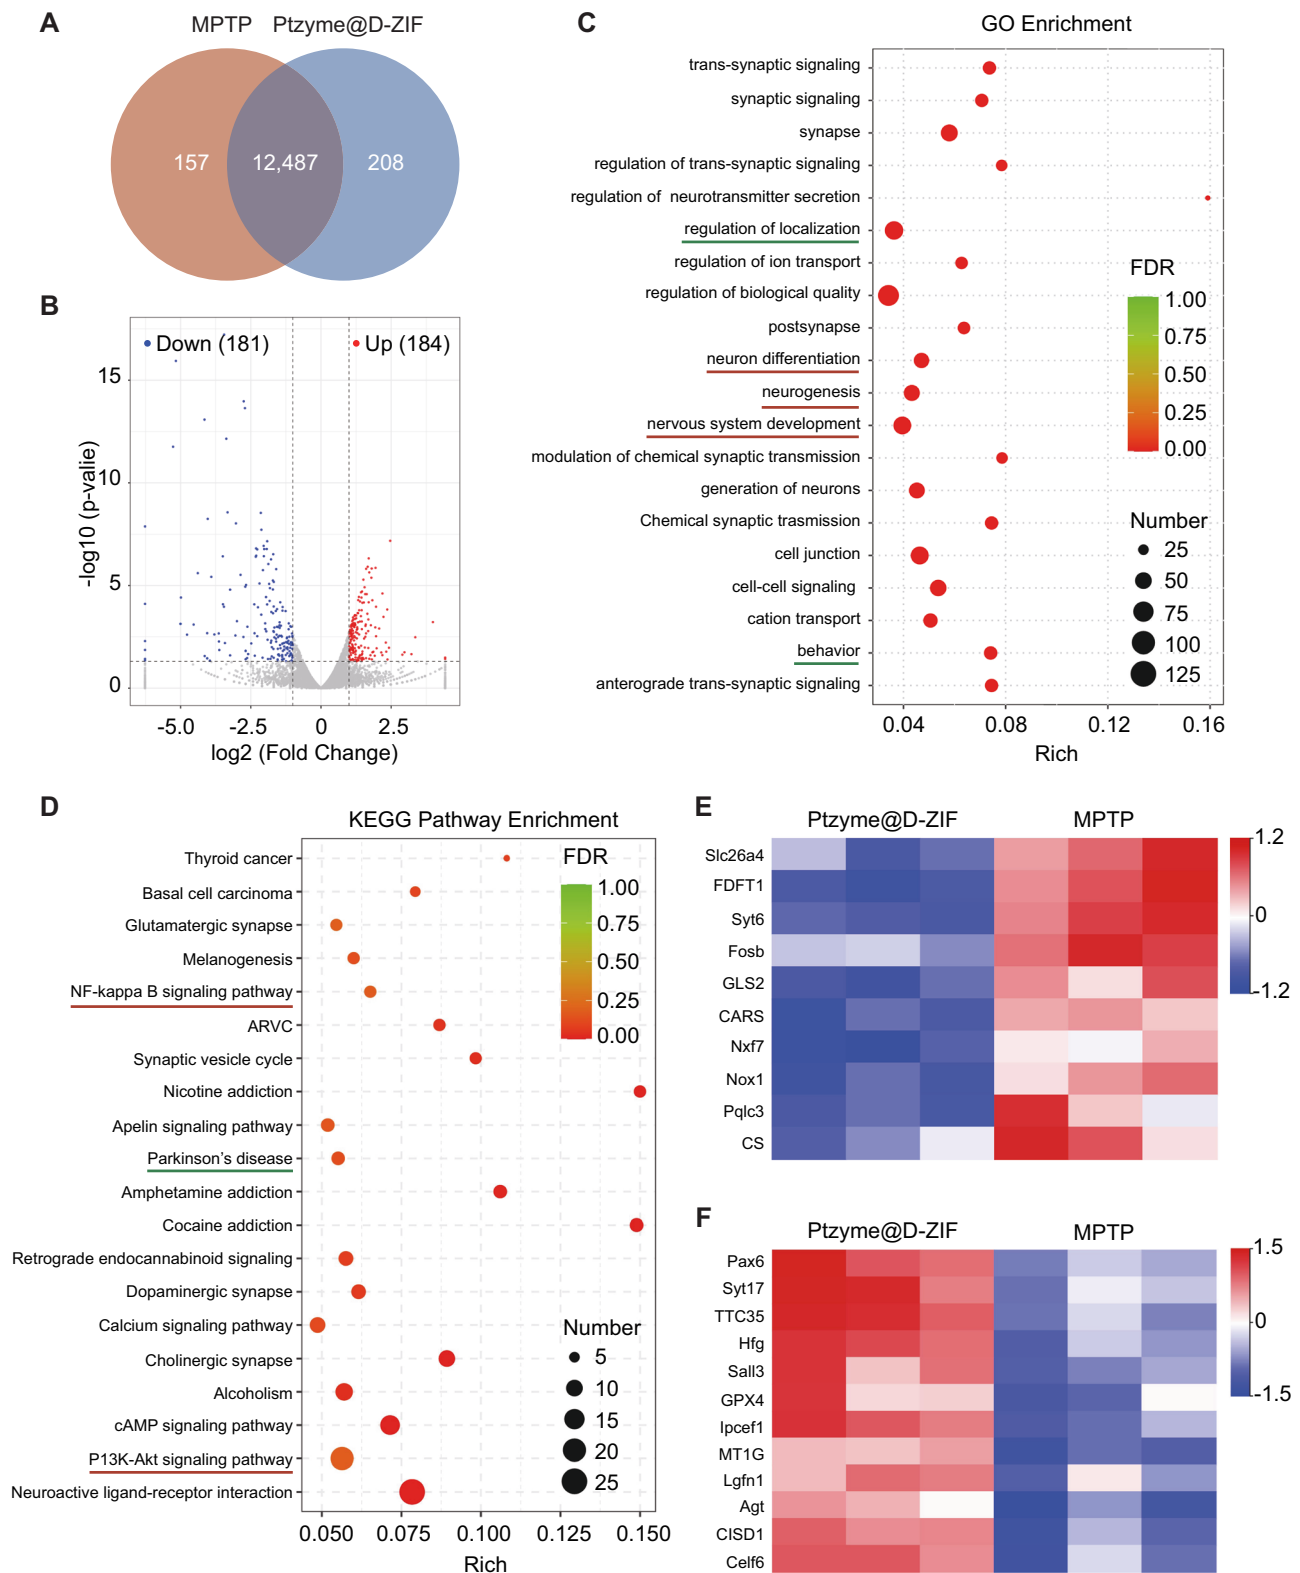 A
MPTP
Ptzyme@D-ZIF
157
12,487
208
B
Down (181)
Up (184)
15
10
5
0
-log10 (p-valie)
-5.0
-2.5
0
2.5
log2 (Fold Change)
C
GO Enrichment
trans-synaptic signaling
synaptic signaling
synapse
regulation of trans-synaptic signaling
regulation of neurotransmitter secretion
regulation of localization
regulation of ion transport
regulation of biological quality
postsynapse
neuron differentiation
neurogenesis
nervous system development
modulation of chemical synaptic transmission
generation of neurons
Chemical synaptic trasmission
cell junction
cell-cell signaling
cation transport
behavior
anterograde trans-synaptic signaling
FDR
1.00
0.75
0.50
0.25
0.00
Number
25
50
75
100
125
0.04
0.08
0.12
0.16
Rich
D
KEGG Pathway Enrichment
Thyroid cancer
Basal cell carcinoma
Glutamatergic synapse
Melanogenesis
NF-kappa B signaling pathway
ARVC
Synaptic vesicle cycle
Nicotine addiction
Apelin signaling pathway
Parkinson's disease
Amphetamine addiction
Cocaine addiction
Retrograde endocannabinoid signaling
Dopaminergic synapse
Calcium signaling pathway
Cholinergic synapse
Alcoholism
cAMP signaling pathway
P13K-Akt signaling pathway
Neuroactive ligand-receptor interaction
FDR
1.00
0.75
0.50
0.25
0.00
Number
5
10
15
20
25
0.050
0.075
0.100
0.125
0.150
Rich
E
Ptzyme@D-ZIF
MPTP
Slc26a4
FDFT1
Syt6
Fosb
GLS2
CARS
Nxf7
Nox1
Pqlc3
CS
1.2
0
-1.2
F
Ptzyme@D-ZIF
MPTP
Pax6
Syt17
TTC35
Hfg
Sall3
GPX4
Ipcef1
MT1G
Lgfn1
Agt
CISD1
Celf6
1.5
0
-1.5